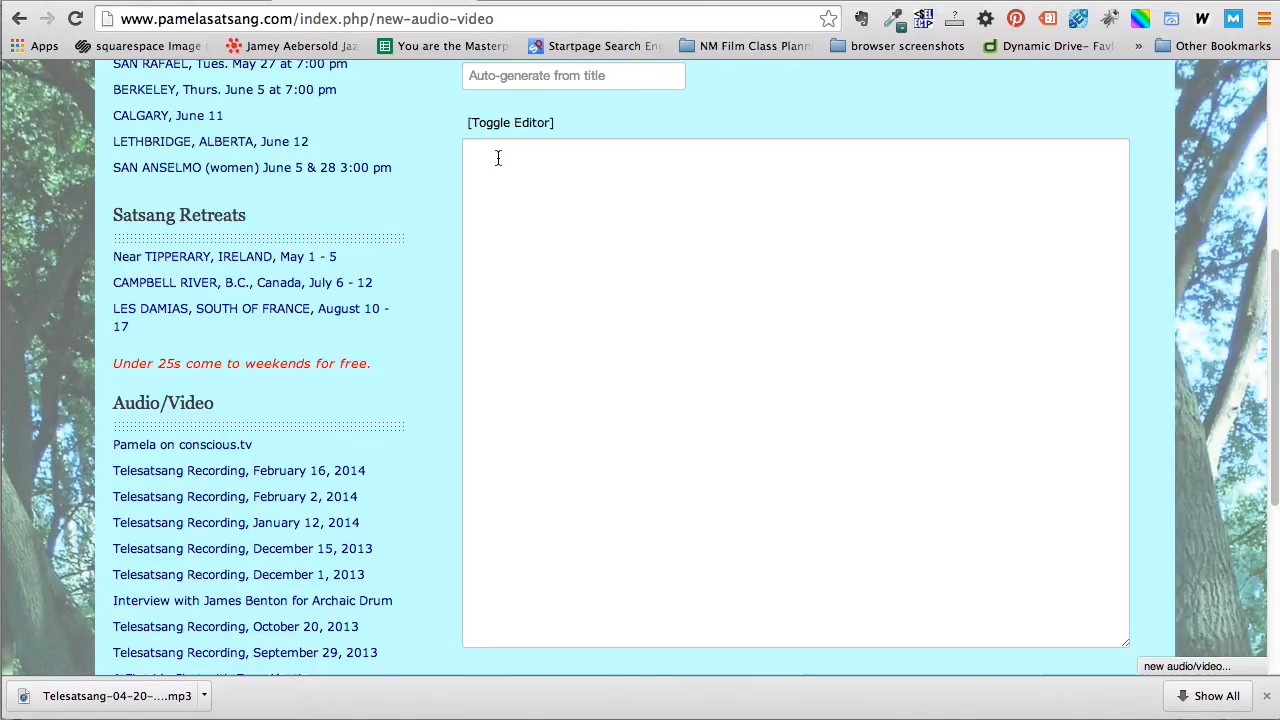 www.pamelasatsang.com/index.php/new-audio-video
Apps
squarespace Image C
Jamey Aebersold Jaz
You are the Masterp
Startpage Search Eng
NM Film Class Planni
browser screenshots
Dynamic Drive- Favi
»
Other Bookmarks
SAN RAFAEL, Tues. May 27 at 7:00 pm
BERKELEY, Thurs. June 5 at 7:00 pm
CALGARY, June 11
LETHBRIDGE, ALBERTA, June 12
SAN ANSELMO (women) June 5 & 28 3:00 pm
Satsang Retreats
Near TIPPERARY, IRELAND, May 1 - 5
CAMPBELL RIVER, B.C., Canada, July 6 - 12
LES DAMIAS, SOUTH OF FRANCE, August 10 -
17
Under 25s come to weekends for free.
Audio/Video
Pamela on conscious.tv
Telesatsang Recording, February 16, 2014
Telesatsang Recording, February 2, 2014
Telesatsang Recording, January 12, 2014
Telesatsang Recording, December 15, 2013
Telesatsang Recording, December 1, 2013
Interview with James Benton for Archaic Drum
Telesatsang Recording, October 20, 2013
Telesatsang Recording, September 29, 2013
Auto-generate from title
[Toggle Editor]
new audio/video...
Telesatsang-04-20-....mp3
Show All